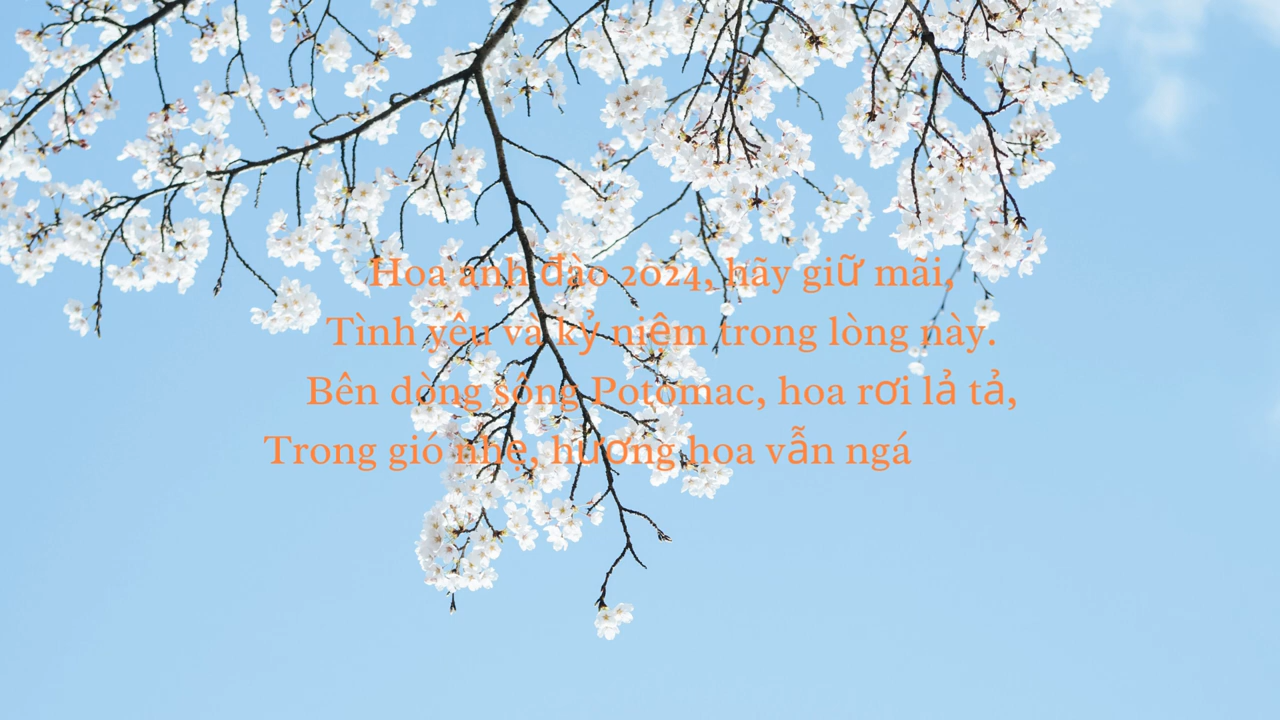 Hoa anh đào 2024, hãy giữ mãi,
Tình yêu và kỷ niệm trong lòng này.
Bên dòng sông Potomac, hoa rơi lả tả,
Trong gió nhẹ, hương hoa vẫn ngá